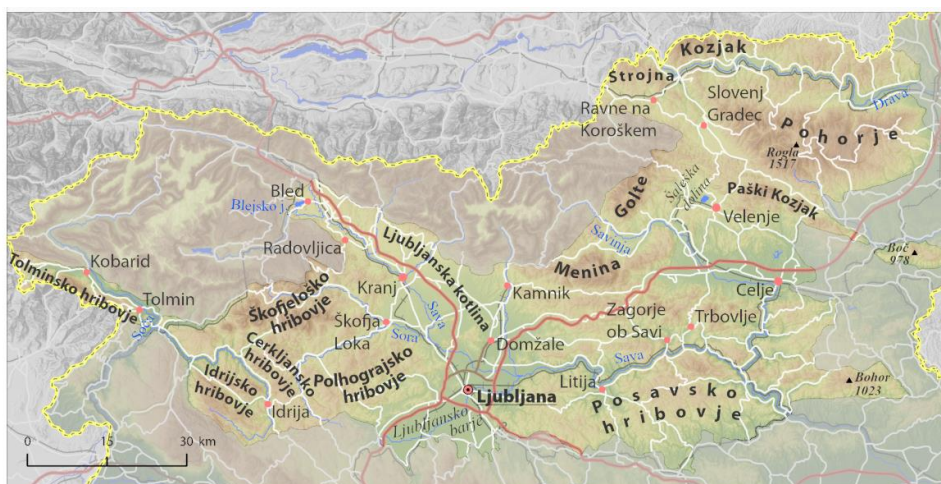 Kozjak
Strojna
Ravne na
Koroškem
Slovenj
Gradec
Drava
Pohorje
Rogla
1517
Golte
Šaleška
dolina
Paški Kozjak
Velenje
Bled
Blejsko j.
Radovljica
Ljubljanska kotlina
Savinja
Menina
Boč
978
Kobarid
Tolminsko hribovje
Tolmin
Soča
Škofjeloško
hribovje
Kranj
Sava
Kamnik
Celje
Cerkljansko
hribovje
Škofja
Loka
Sora
Domžale
Zagorje
ob Savi
Trbovlje
Sava
Idrijsko
hribovje
Idrija
Polhograjsko
hribovje
Ljubljana
Ljubljansko
barje
Litija
Posavsko
hribovje
Bohor
1023
0 15 30 km